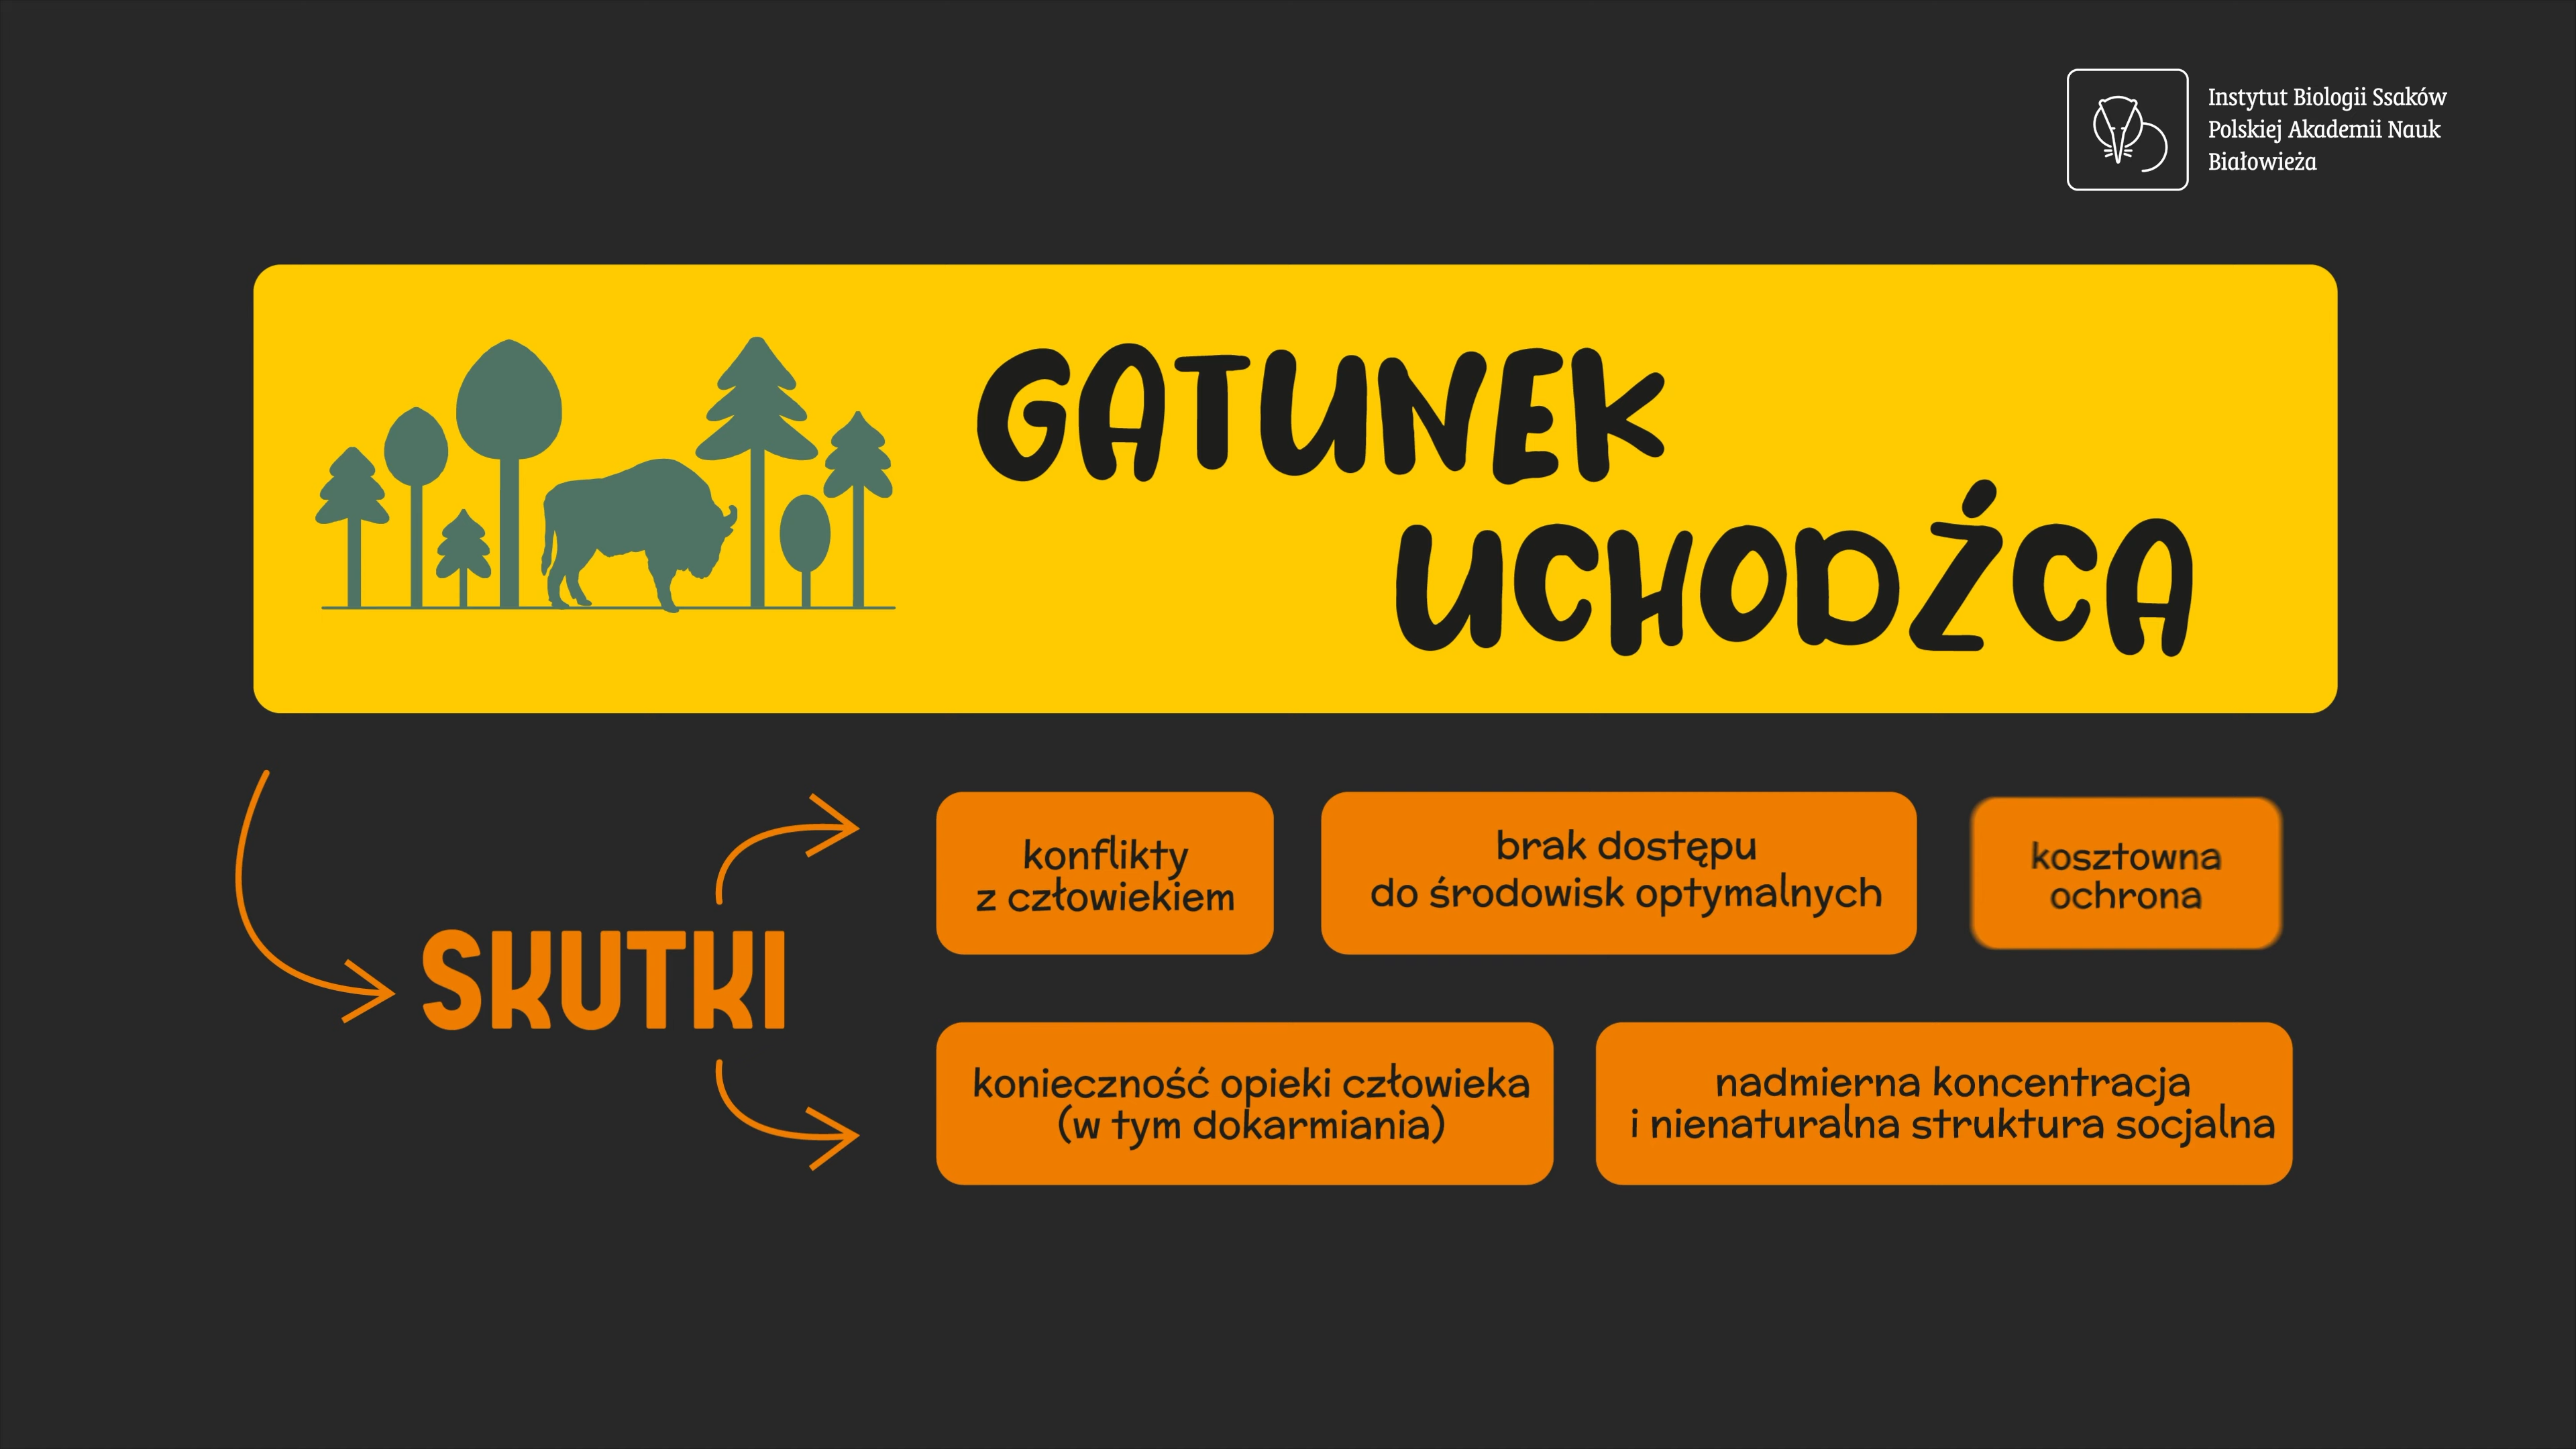 Instytut Biologii Ssaków
Polskiej Akademii Nauk
Białowieża
GATUNEK
UCHODŹCA
SKUTKI
konflikty
z człowiekiem
brak dostępu
do środowisk optymalnych
kosztowna
ochrona
konieczność opieki człowieka
(w tym dokarmiania)
nadmierna koncentracja
i nienaturalna struktura socjalna